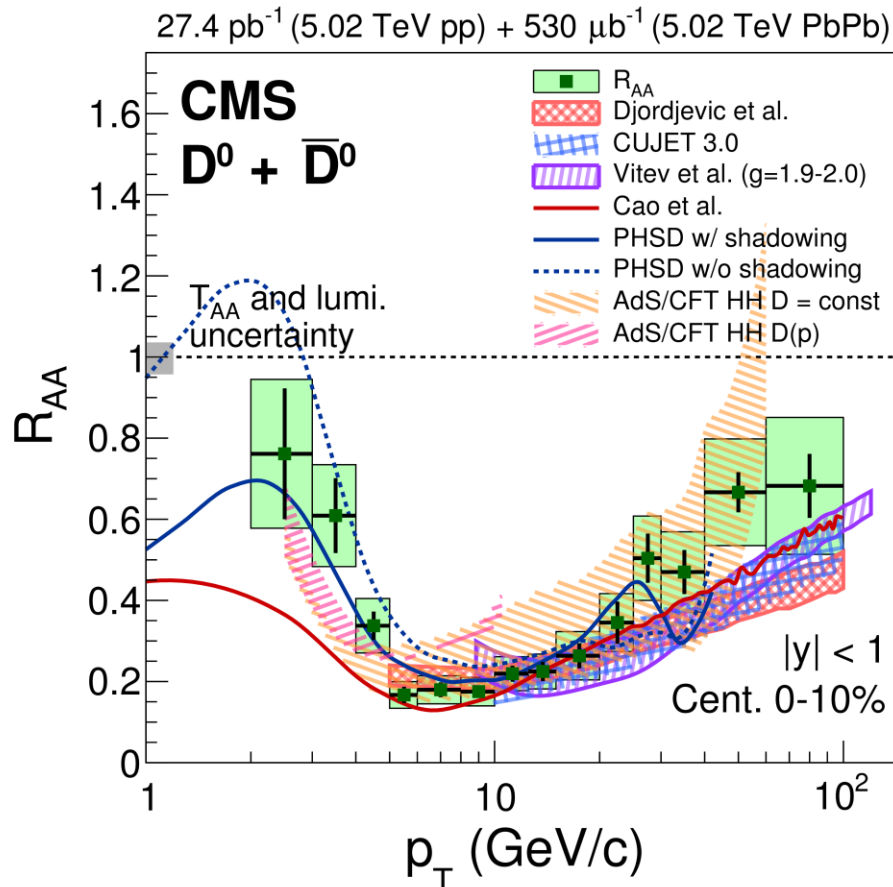 27.4 pb⁻¹ (5.02 TeV pp) + 530 μb⁻¹ (5.02 TeV PbPb)
CMS
D⁰ + D̅⁰
R_AA
Djordjevic et al.
CUJET 3.0
Vitev et al. (g=1.9-2.0)
Cao et al.
PHSD w/ shadowing
PHSD w/o shadowing
AdS/CFT HH D = const
AdS/CFT HH D(p)
T_AA and lumi.
uncertainty
|y| < 1
Cent. 0-10%
R_AA
1.6
1.4
1.2
1
0.8
0.6
0.4
0.2
0
1
10
10²
p_T (GeV/c)